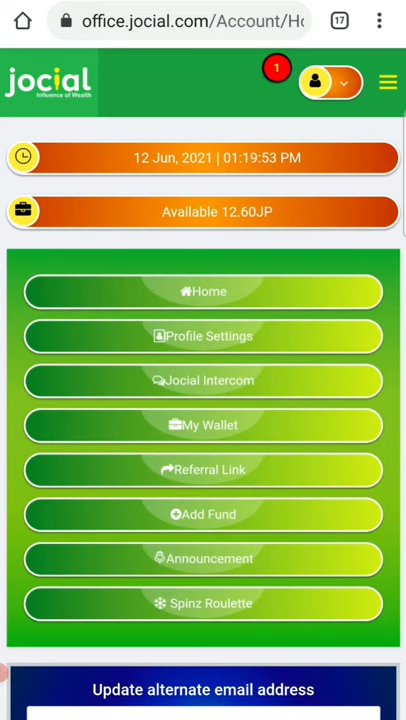 office.jocial.com/Account/Ho
17
jocial
Influence of Wealth
1
12 Jun, 2021 | 01:19:53 PM
Available 12.60JP
Home
Profile Settings
Jocial Intercom
My Wallet
Referral Link
Add Fund
Announcement
Spinz Roulette
Update alternate email address